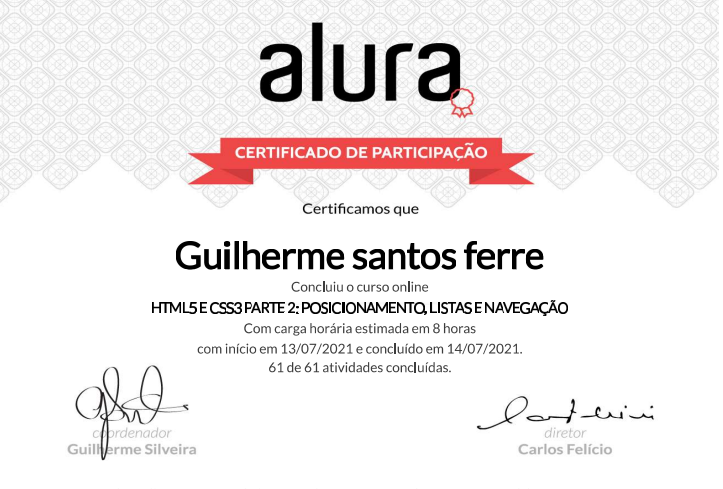 alura
CERTIFICADO DE PARTICIPAÇÃO
Certificamos que
Guilherme santos ferre
Concluiu o curso online
HTML5 E CSS3 PARTE 2: POSICIONAMENTO, LISTAS E NAVEGAÇÃO
Com carga horária estimada em 8 horas
com início em 13/07/2021 e concluído em 14/07/2021.
61 de 61 atividades concluídas.
coordenador
Guilherme Silveira
diretor
Carlos Felício